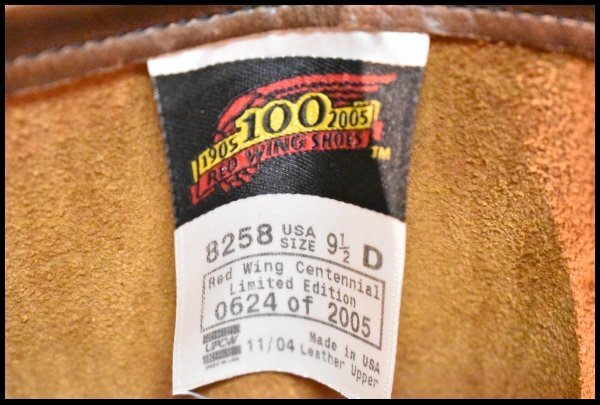 1905 100 2005
RED WING SHOES TM
8258 USA SIZE 9½ D
Red Wing Centennial
Limited Edition
0624 of 2005
UFCW 11/04 Made in USA
Leather Upper